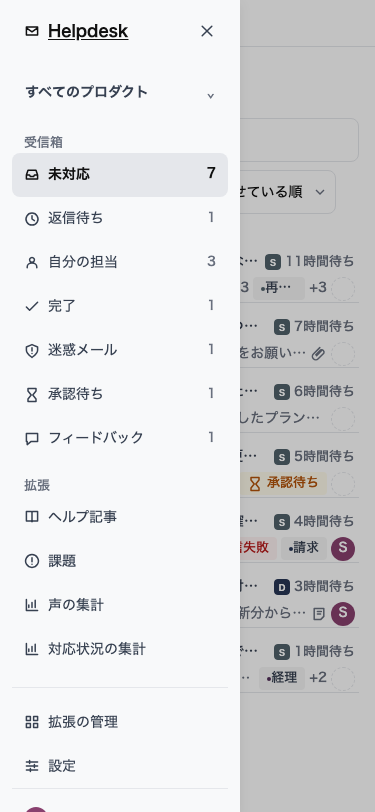 Helpdesk
すべてのプロダクト
受信箱
未対応 7
返信待ち 1
自分の担当 3
完了 1
迷惑メール 1
承認待ち 1
フィードバック 1
拡張
ヘルプ記事
課題
声の集計
対応状況の集計
拡張の管理
設定
せている順
… S 11時間待ち
3 •再… +3
… S 7時間待ち
をお願い…
… S 6時間待ち
したプラン…
… S 5時間待ち
承認待ち
… S 4時間待ち
失敗 •請求 S
… D 3時間待ち
新分から… S
… S 1時間待ち
… •経理 +2